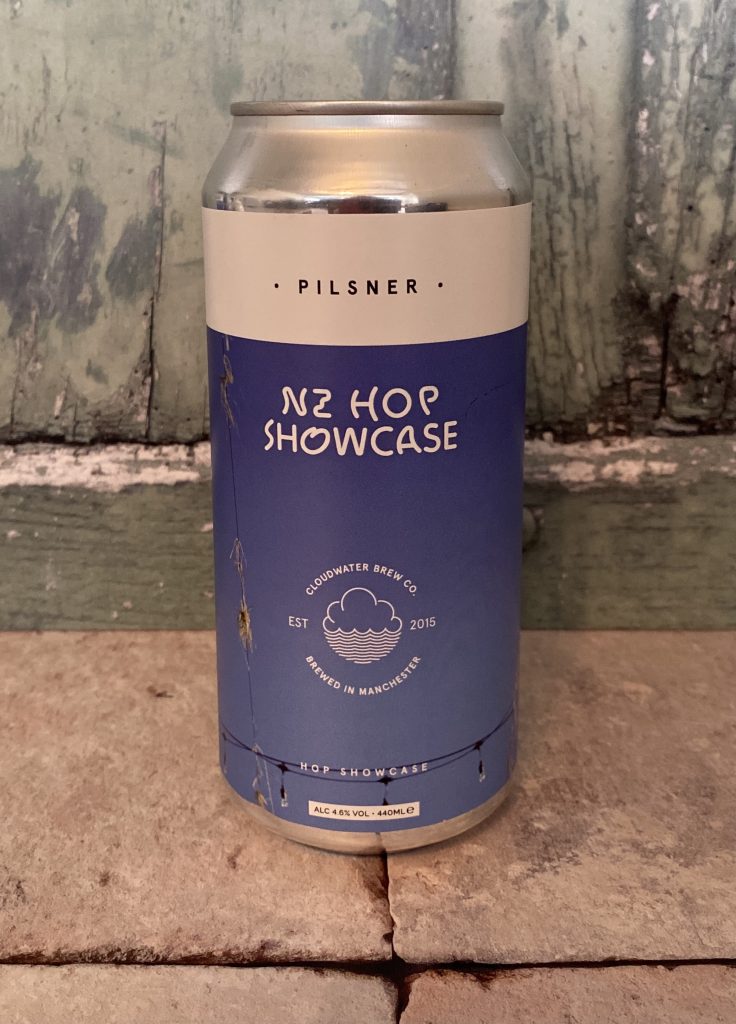 · PILSNER ·
NZ HOP
SHOWCASE
CLOUDWATER BREW CO.
EST 2015
BREWED IN MANCHESTER
HOP SHOWCASE
ALC 4.6% VOL · 440ML ℮